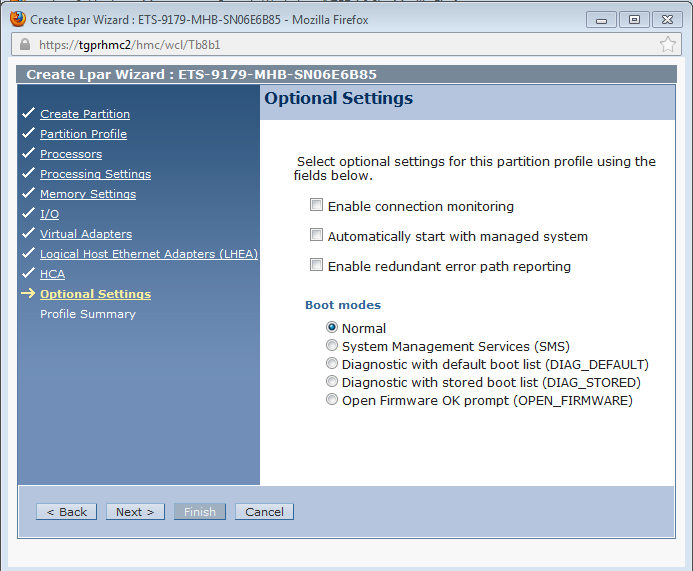 Create Lpar Wizard : ETS-9179-MHB-SN06E6B85 - Mozilla Firefox
https://tgprhmc2/hmc/wcl/Tb8b1
Create Lpar Wizard : ETS-9179-MHB-SN06E6B85
Create Partition
Partition Profile
Processors
Processing Settings
Memory Settings
I/O
Virtual Adapters
Logical Host Ethernet Adapters (LHEA)
HCA
Optional Settings
Profile Summary
Optional Settings
Select optional settings for this partition profile using the
fields below.
Enable connection monitoring
Automatically start with managed system
Enable redundant error path reporting
Boot modes
Normal
System Management Services (SMS)
Diagnostic with default boot list (DIAG_DEFAULT)
Diagnostic with stored boot list (DIAG_STORED)
Open Firmware OK prompt (OPEN_FIRMWARE)
< Back
Next >
Finish
Cancel